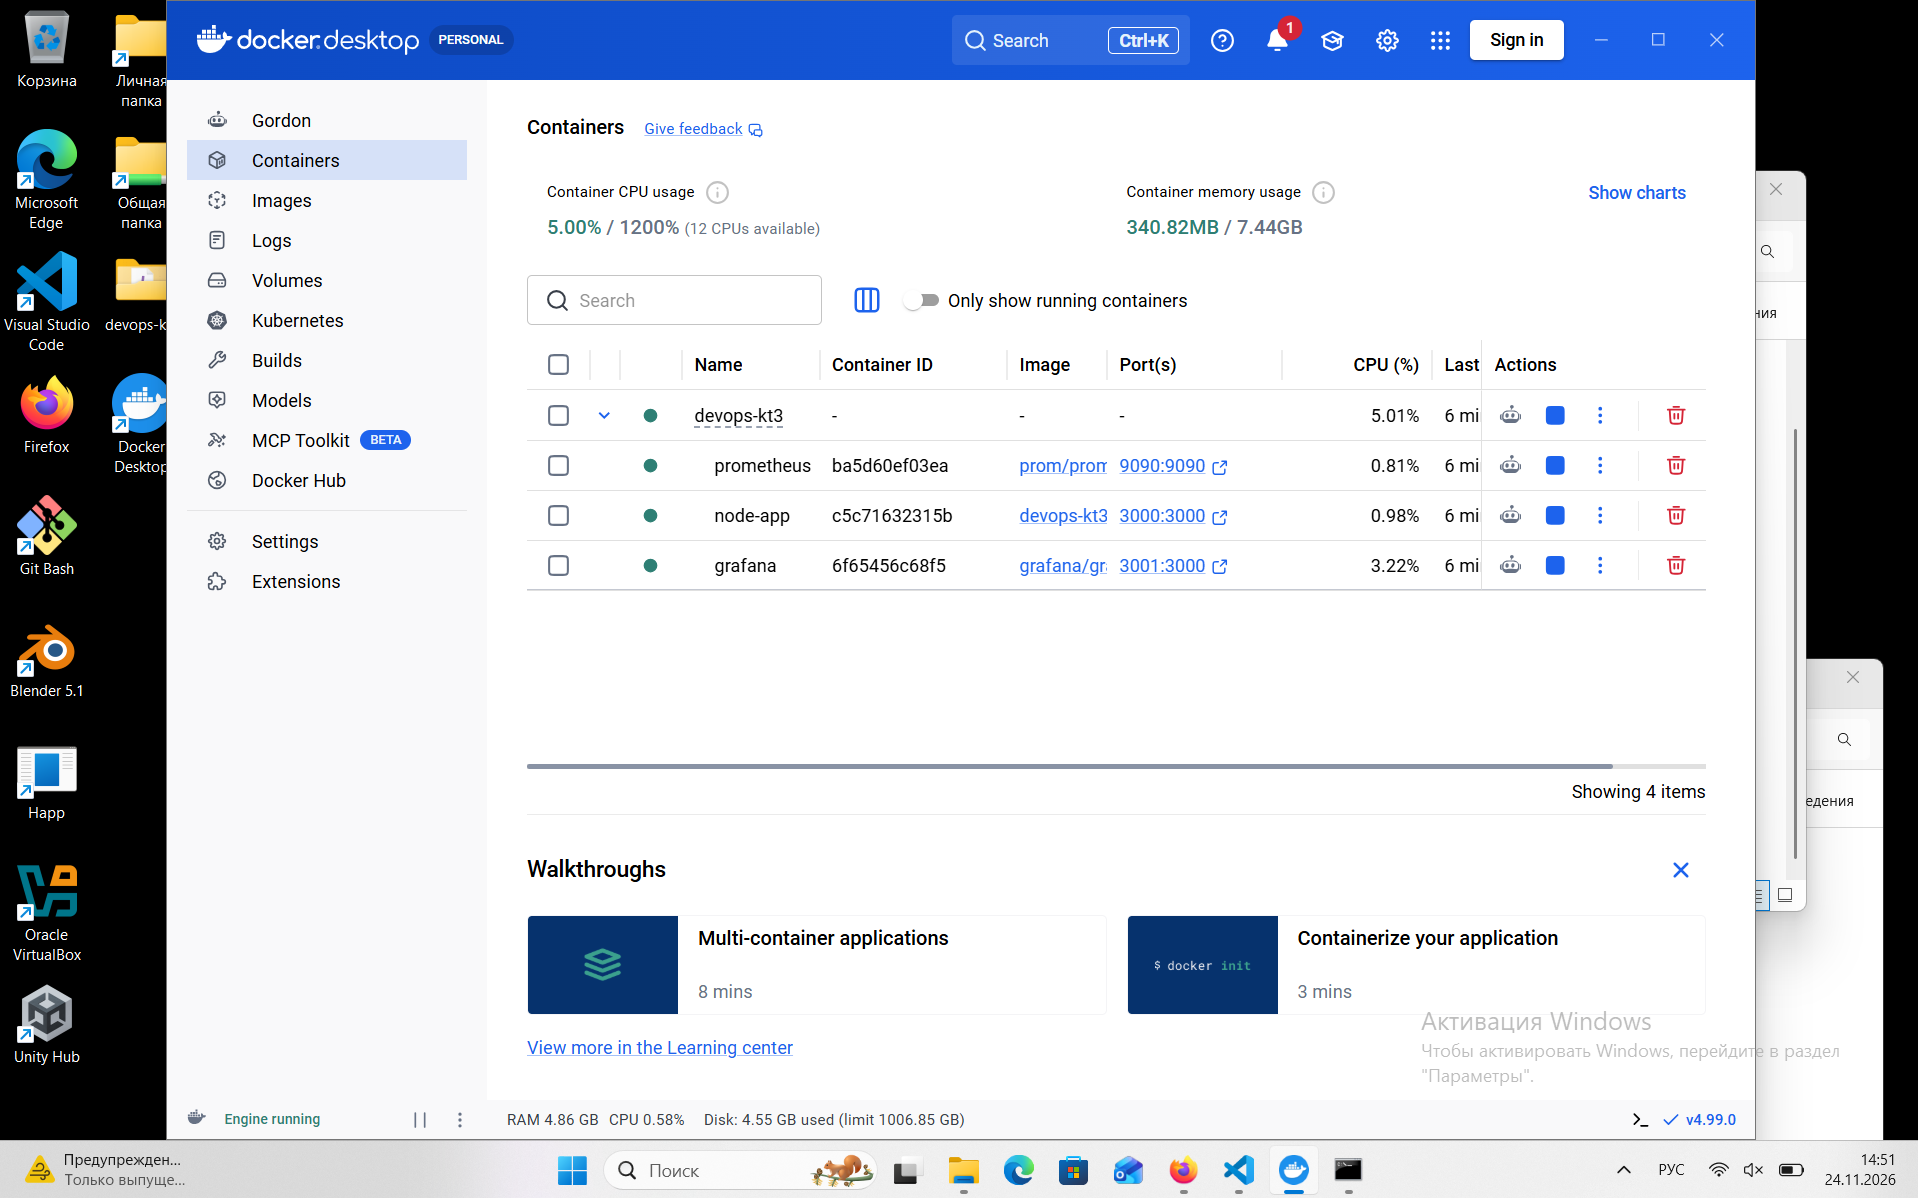 Корзина
Личная
папка
Microsoft
Edge
Общая
папка
Visual Studio
Code
devops-k
Firefox
Docker
Desktop
Git Bash
Blender 5.1
Happ
Oracle
VirtualBox
Unity Hub
docker.desktop
PERSONAL
Search
Ctrl+K
1
Sign in
Gordon
Containers
Images
Logs
Volumes
Kubernetes
Builds
Models
MCP Toolkit BETA
Docker Hub
Settings
Extensions
Containers Give feedback
Container CPU usage
5.00% / 1200% (12 CPUs available)
Container memory usage
340.82MB / 7.44GB
Show charts
Search
Only show running containers
Name Container ID Image Port(s) CPU (%) Last Actions
devops-kt3 - - - 5.01% 6 mi
prometheus ba5d60ef03ea prom/prom 9090:9090 0.81% 6 mi
node-app c5c71632315b devops-kt3 3000:3000 0.98% 6 mi
grafana 6f65456c68f5 grafana/gr 3001:3000 3.22% 6 mi
Showing 4 items
Walkthroughs
Multi-container applications
8 mins
$ docker init
Containerize your application
3 mins
View more in the Learning center
Активация Windows
Чтобы активировать Windows, перейдите в раздел
"Параметры".
ния
едения
Engine running
RAM 4.86 GB CPU 0.58% Disk: 4.55 GB used (limit 1006.85 GB)
v4.99.0
Предупрежден...
Только выпуще...
Поиск
РУС
14:51
24.11.2026